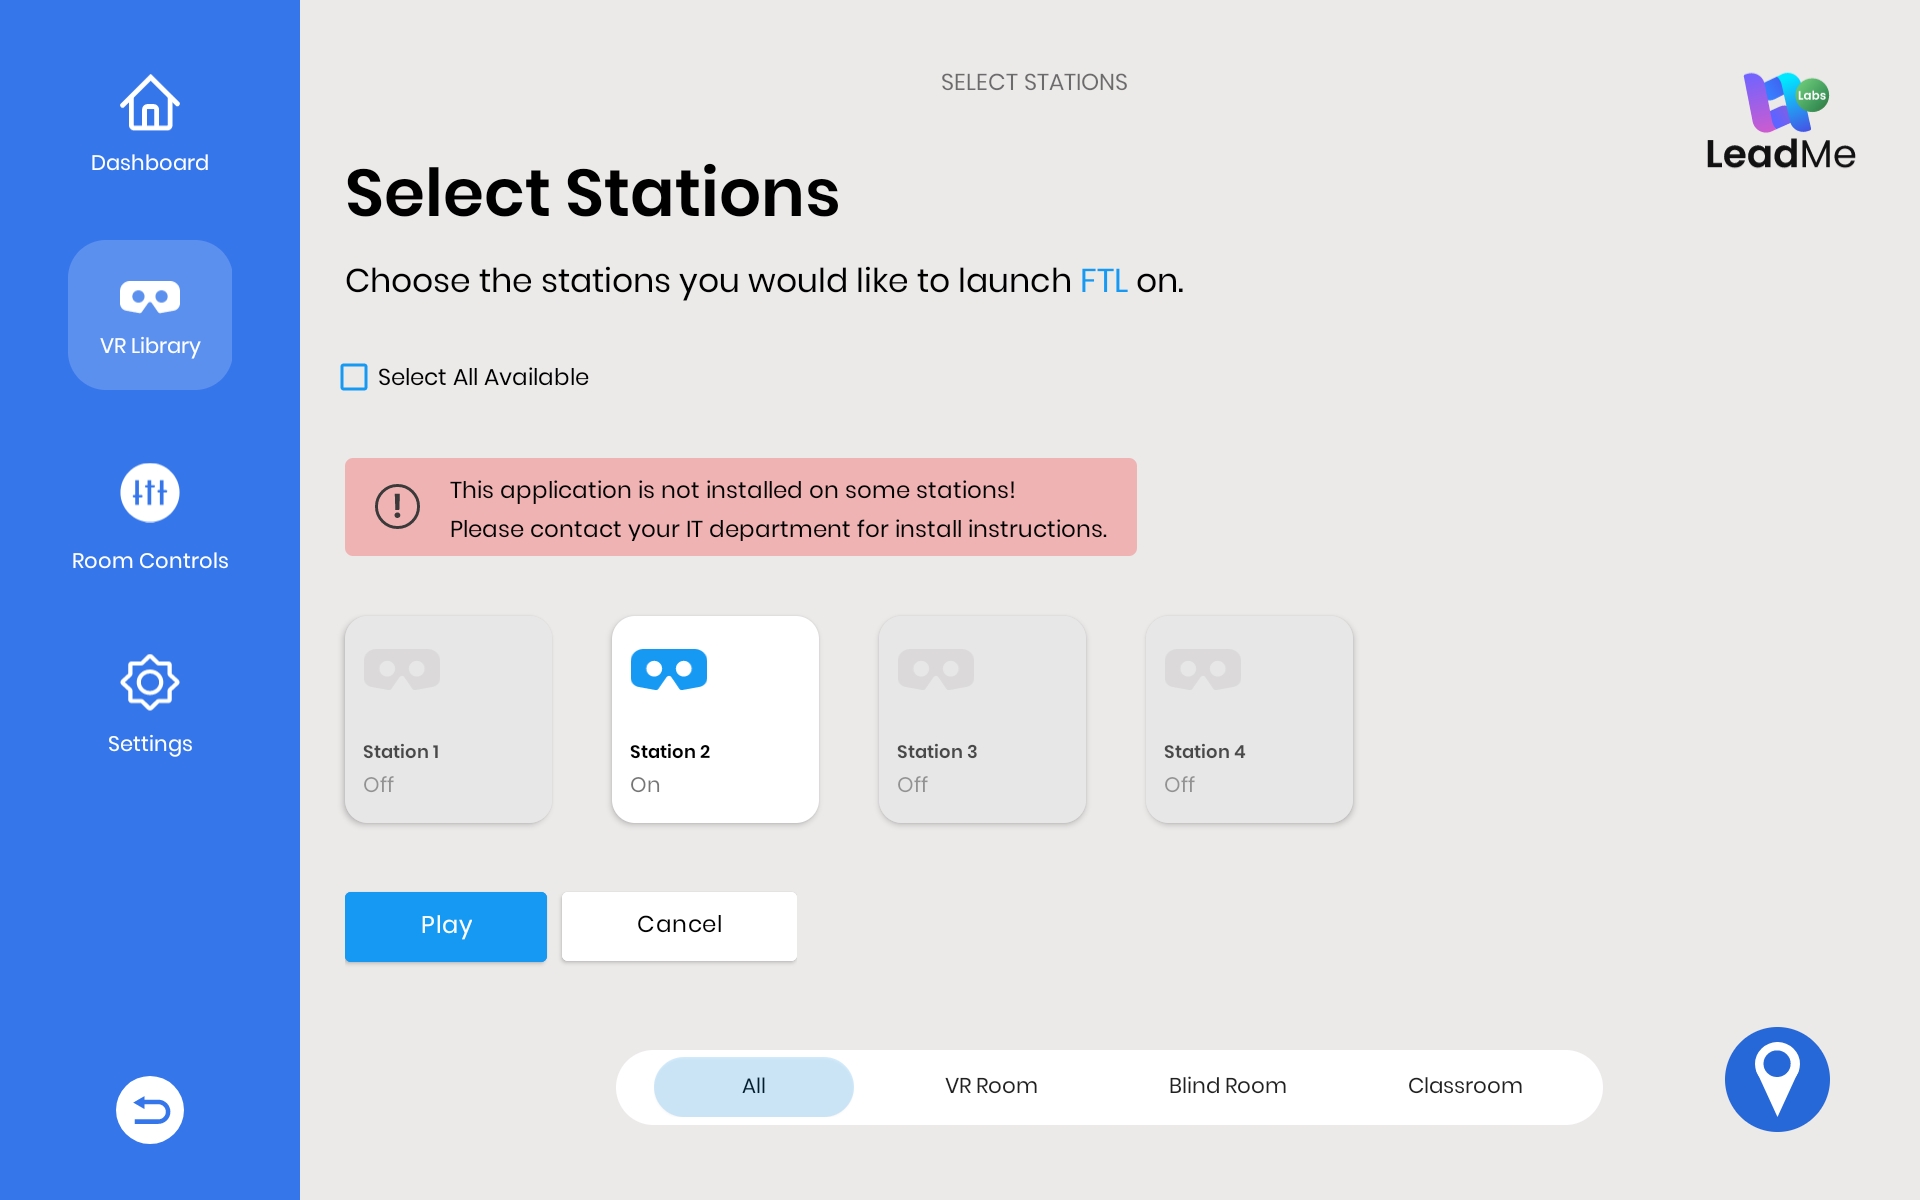 SELECT STATIONS
Labs
LeadMe
Dashboard
VR Library
Room Controls
Settings
Select Stations
Choose the stations you would like to launch FTL on.
Select All Available
This application is not installed on some stations!
Please contact your IT department for install instructions.
Station 1
Off
Station 2
On
Station 3
Off
Station 4
Off
Play
Cancel
All
VR Room
Blind Room
Classroom